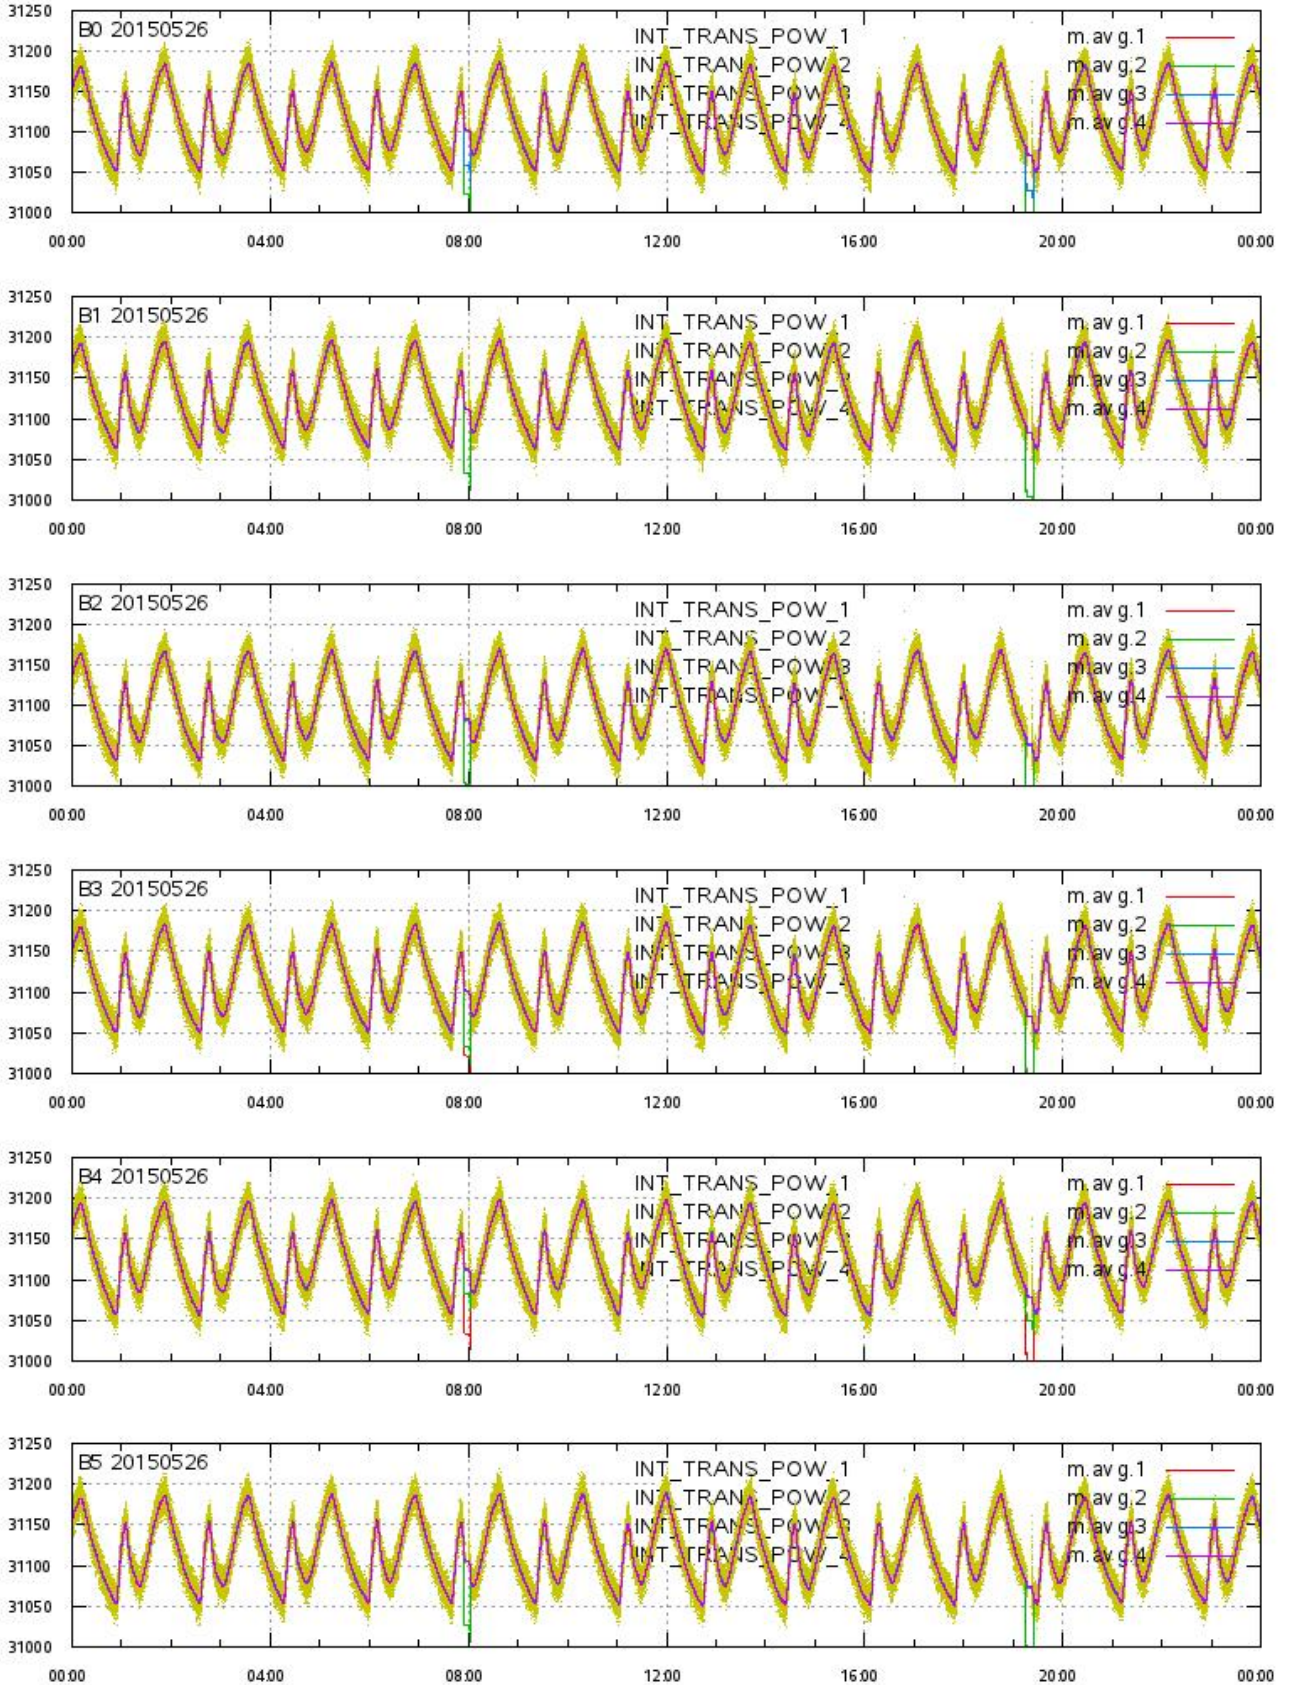 31250
B0 20150526 INT_TRANS_POW_1 m.avg.1
31200
INT_TRANS_POW_2 m.avg.2
31150
INT_TRANS_POW_3 m.avg.3
31100
INT_TRANS_POW_4 m.avg.4
31050
31000
00:00 04:00 08:00 12:00 16:00 20:00 00:00
31250
B1 20150526 INT_TRANS_POW_1 m.avg.1
31200
INT_TRANS_POW_2 m.avg.2
31150
INT_TRANS_POW_3 m.avg.3
31100
INT_TRANS_POW_4 m.avg.4
31050
31000
00:00 04:00 08:00 12:00 16:00 20:00 00:00
31250
B2 20150526 INT_TRANS_POW_1 m.avg.1
31200
INT_TRANS_POW_2 m.avg.2
31150
INT_TRANS_POW_3 m.avg.3
31100
INT_TRANS_POW_4 m.avg.4
31050
31000
00:00 04:00 08:00 12:00 16:00 20:00 00:00
31250
B3 20150526 INT_TRANS_POW_1 m.avg.1
31200
INT_TRANS_POW_2 m.avg.2
31150
INT_TRANS_POW_3 m.avg.3
31100
INT_TRANS_POW_4 m.avg.4
31050
31000
00:00 04:00 08:00 12:00 16:00 20:00 00:00
31250
B4 20150526 INT_TRANS_POW_1 m.avg.1
31200
INT_TRANS_POW_2 m.avg.2
31150
INT_TRANS_POW_3 m.avg.3
31100
INT_TRANS_POW_4 m.avg.4
31050
31000
00:00 04:00 08:00 12:00 16:00 20:00 00:00
31250
B5 20150526 INT_TRANS_POW_1 m.avg.1
31200
INT_TRANS_POW_2 m.avg.2
31150
INT_TRANS_POW_3 m.avg.3
31100
INT_TRANS_POW_4 m.avg.4
31050
31000
00:00 04:00 08:00 12:00 16:00 20:00 00:00